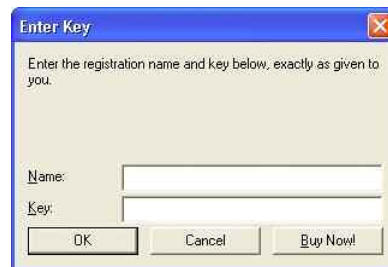 Enter Key
Enter the registration name and key below, exactly as given to
you.
Name:
Key:
OK Cancel Buy Now!